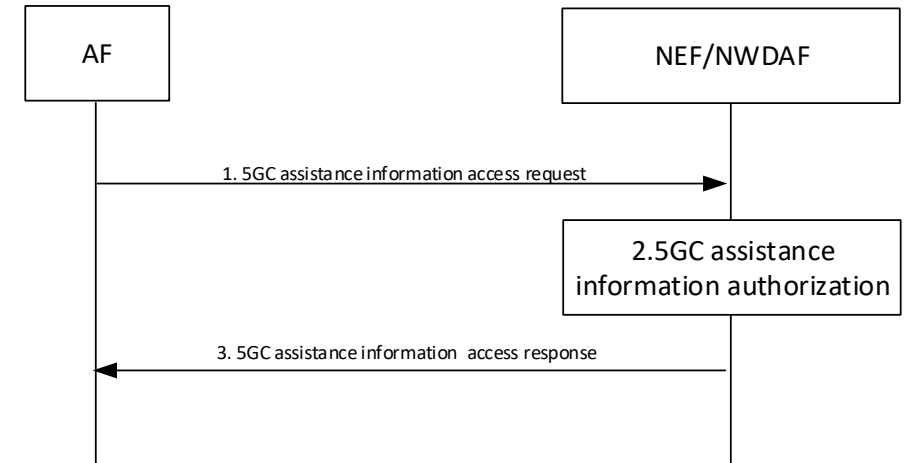 AF
NEF/NWDAF
1. 5GC assistance information access request
2.5GC assistance
information authorization
3. 5GC assistance information  access response